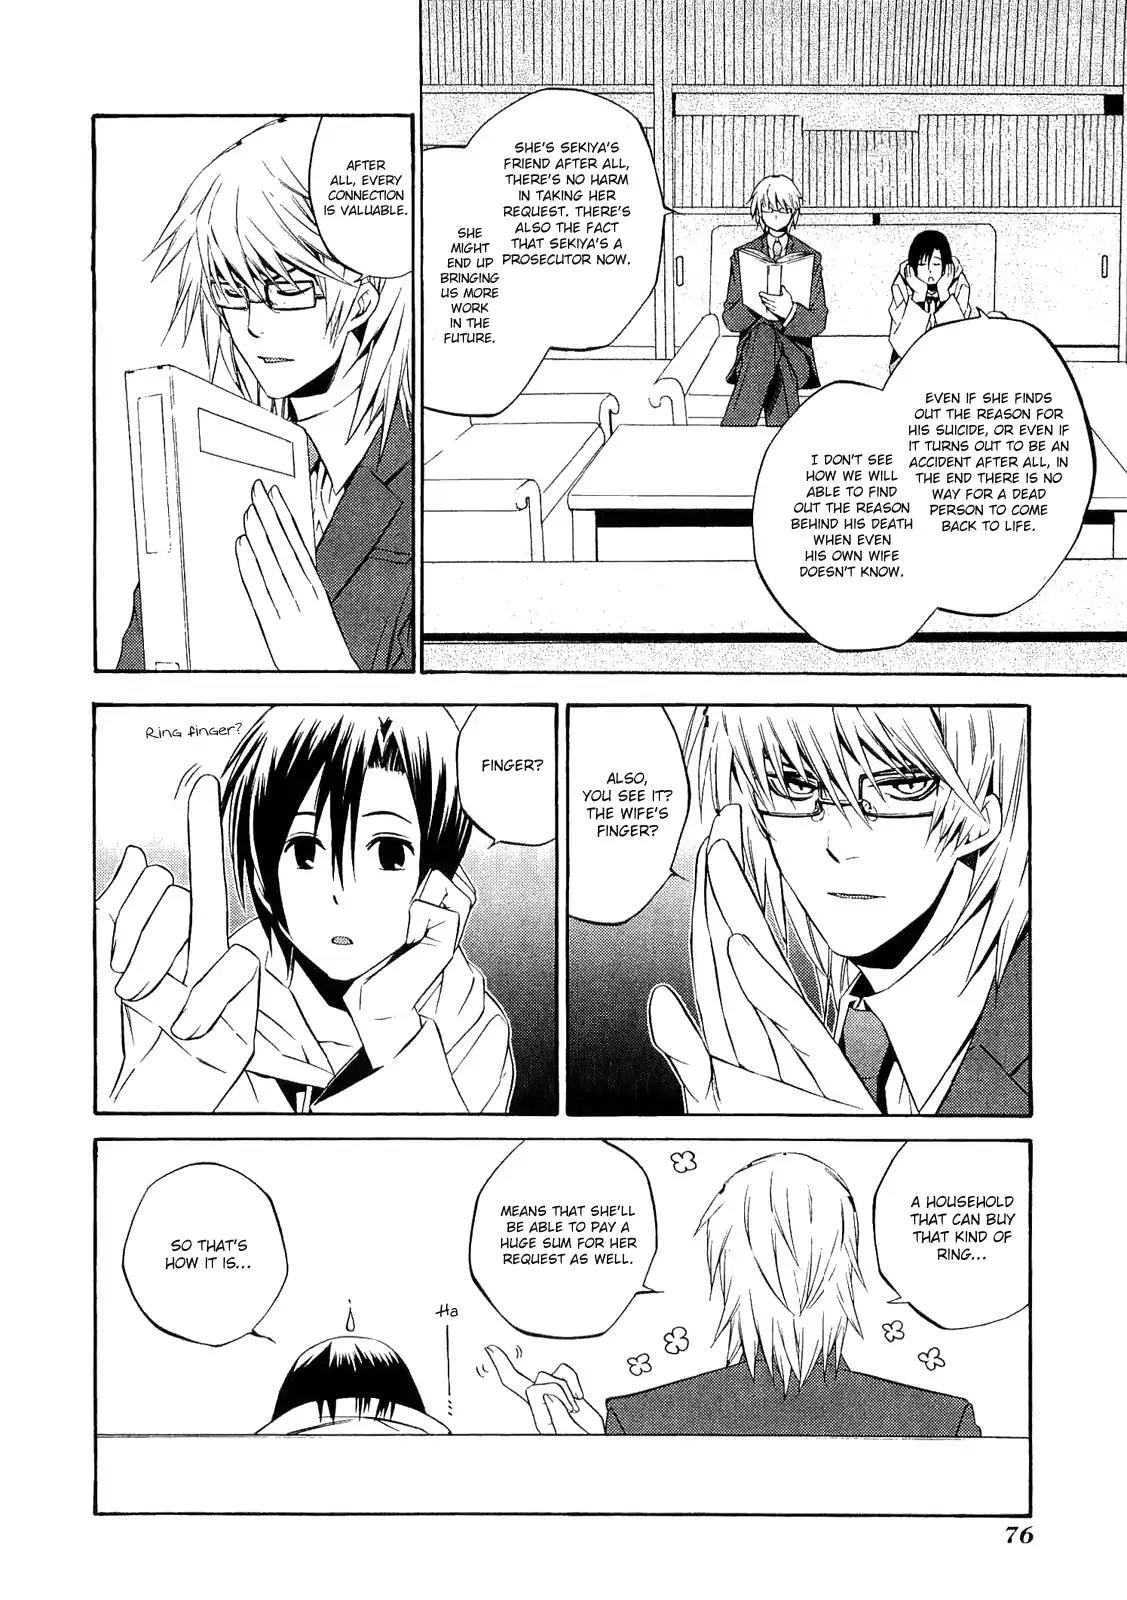 EVEN IF SHE FINDS
OUT THE REASON FOR
HIS SUICIDE, OR EVEN IF
IT TURNS OUT TO BE AN
ACCIDENT AFTER ALL, IN
THE END THERE IS NO
WAY FOR A DEAD
PERSON TO COME
BACK TO LIFE.
I DON'T SEE
HOW WE WILL
ABLE TO FIND
OUT THE REASON
BEHIND HIS DEATH
WHEN EVEN
HIS OWN WIFE
DOESN'T KNOW.
SHE'S SEKIYA'S
FRIEND AFTER ALL,
THERE'S NO HARM
IN TAKING HER
REQUEST. THERE'S
ALSO THE FACT
THAT SEKIYA'S A
PROSECUTOR NOW.
SHE
MIGHT
END UP
BRINGING
US MORE
WORK
IN THE
FUTURE.
AFTER
ALL, EVERY
CONNECTION
IS VALUABLE.
ALSO,
YOU SEE IT?
THE WIFE'S
FINGER?
FINGER?
Ring finger?
A HOUSEHOLD
THAT CAN BUY
THAT KIND OF
RING...
MEANS THAT SHE'LL
BE ABLE TO PAY A
HUGE SUM FOR HER
REQUEST AS WELL.
Ha
SO THAT'S
HOW IT IS...
76